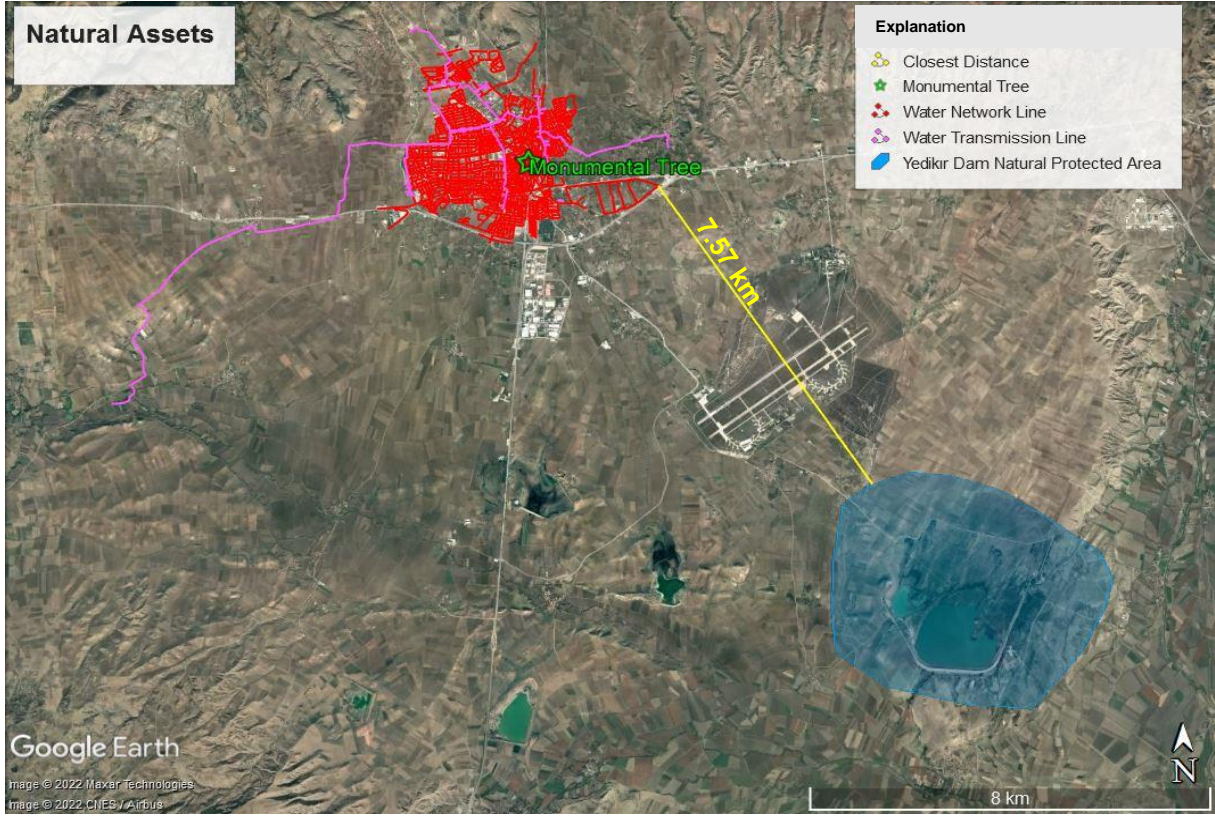 Natural Assets
Explanation
Closest Distance
Monumental Tree
Water Network Line
Water Transmission Line
Yedikır Dam Natural Protected Area
Monumental Tree
7.57 km
Google Earth
Image © 2022 Maxar Technologies
Image © 2022 CNES / Airbus
N
8 km